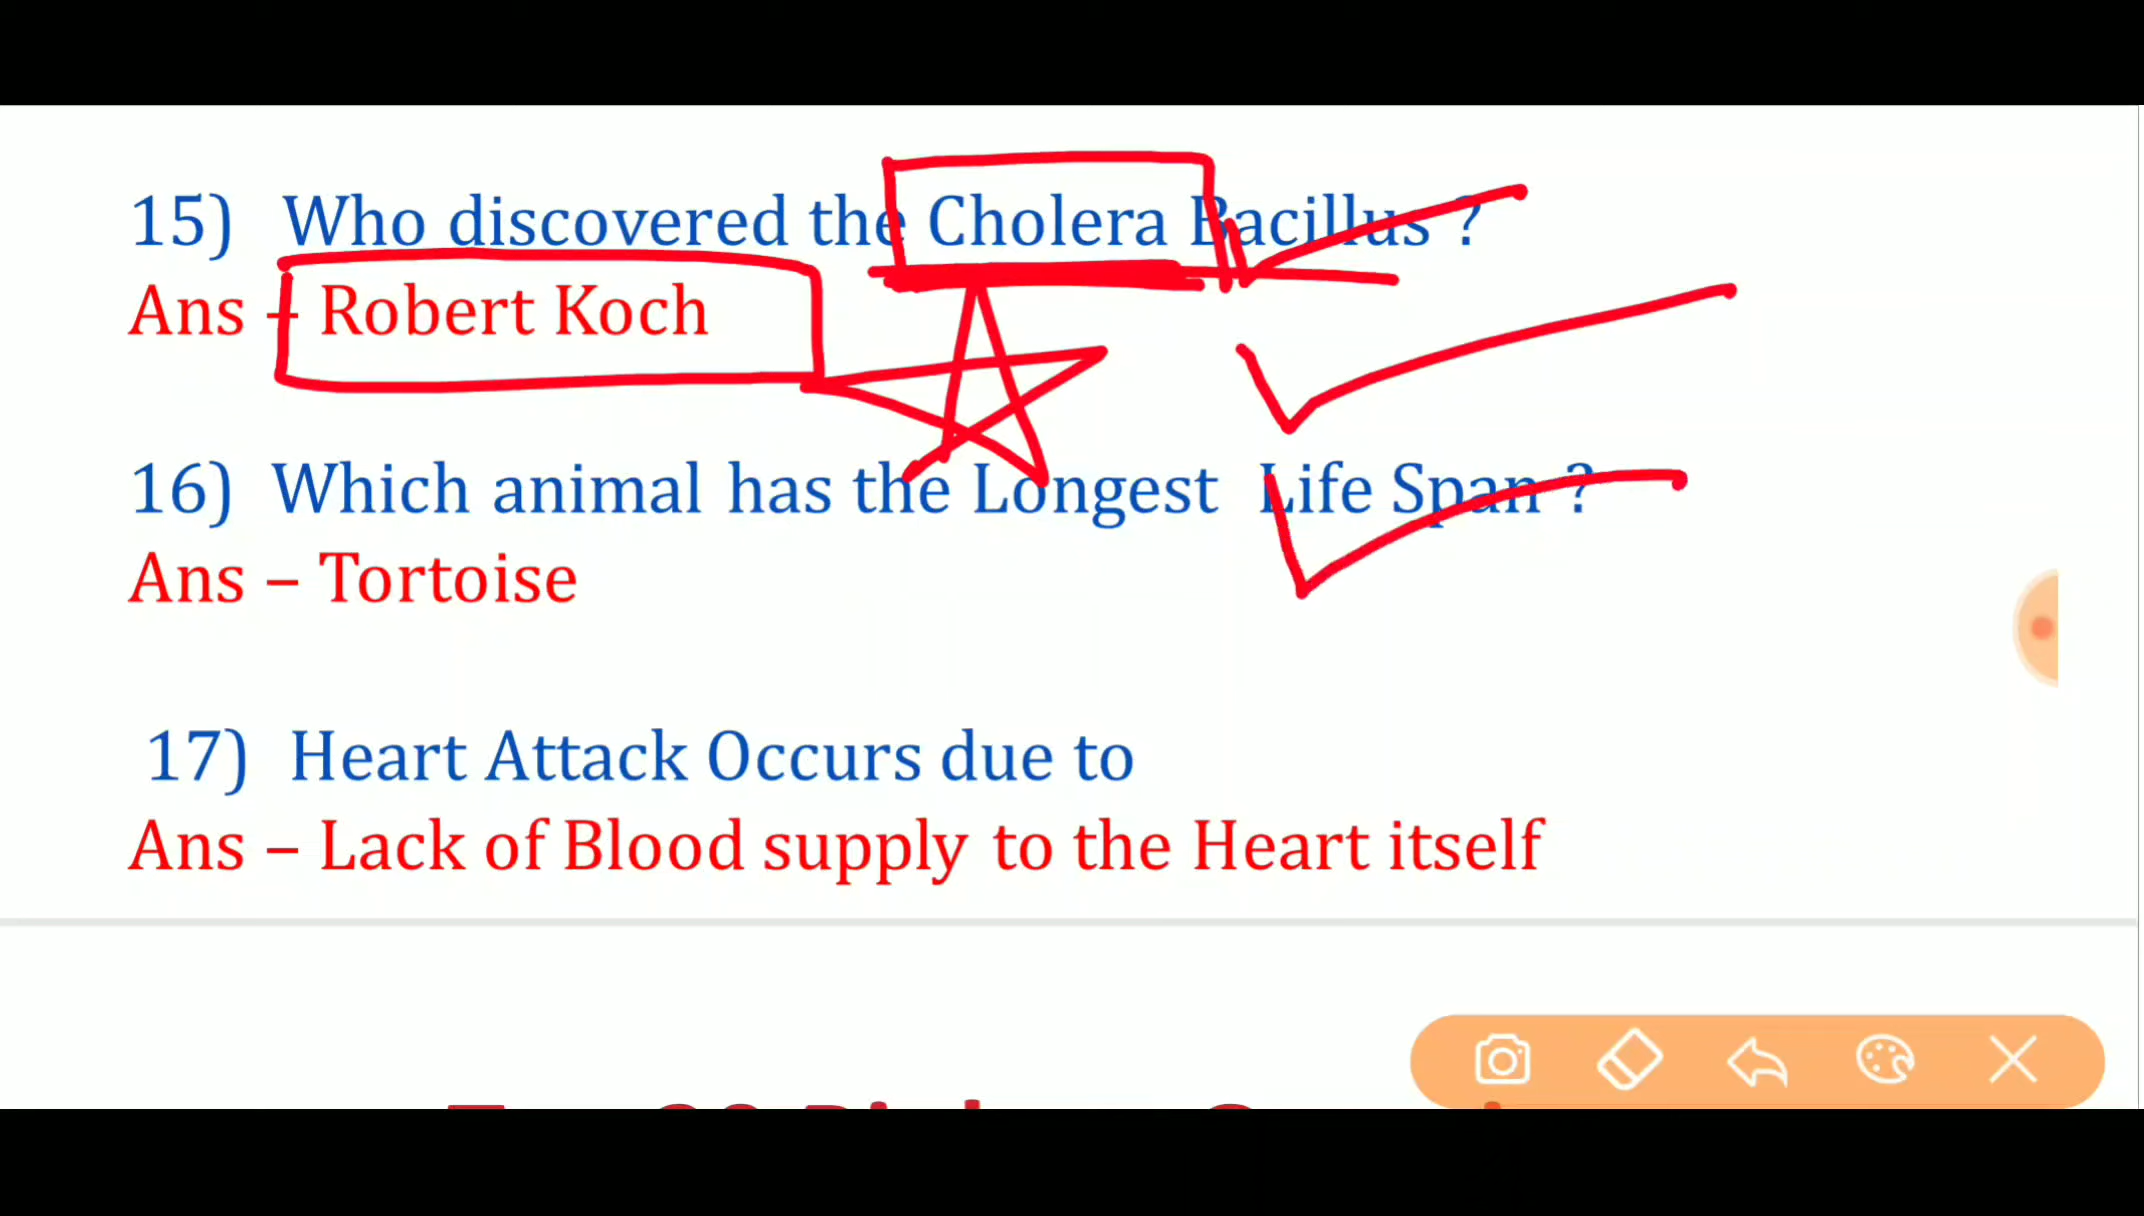 15) Who discovered the Cholera Bacillus ?
Ans – Robert Koch
16) Which animal has the Longest Life Span ?
Ans – Tortoise
17) Heart Attack Occurs due to
Ans – Lack of Blood supply to the Heart itself